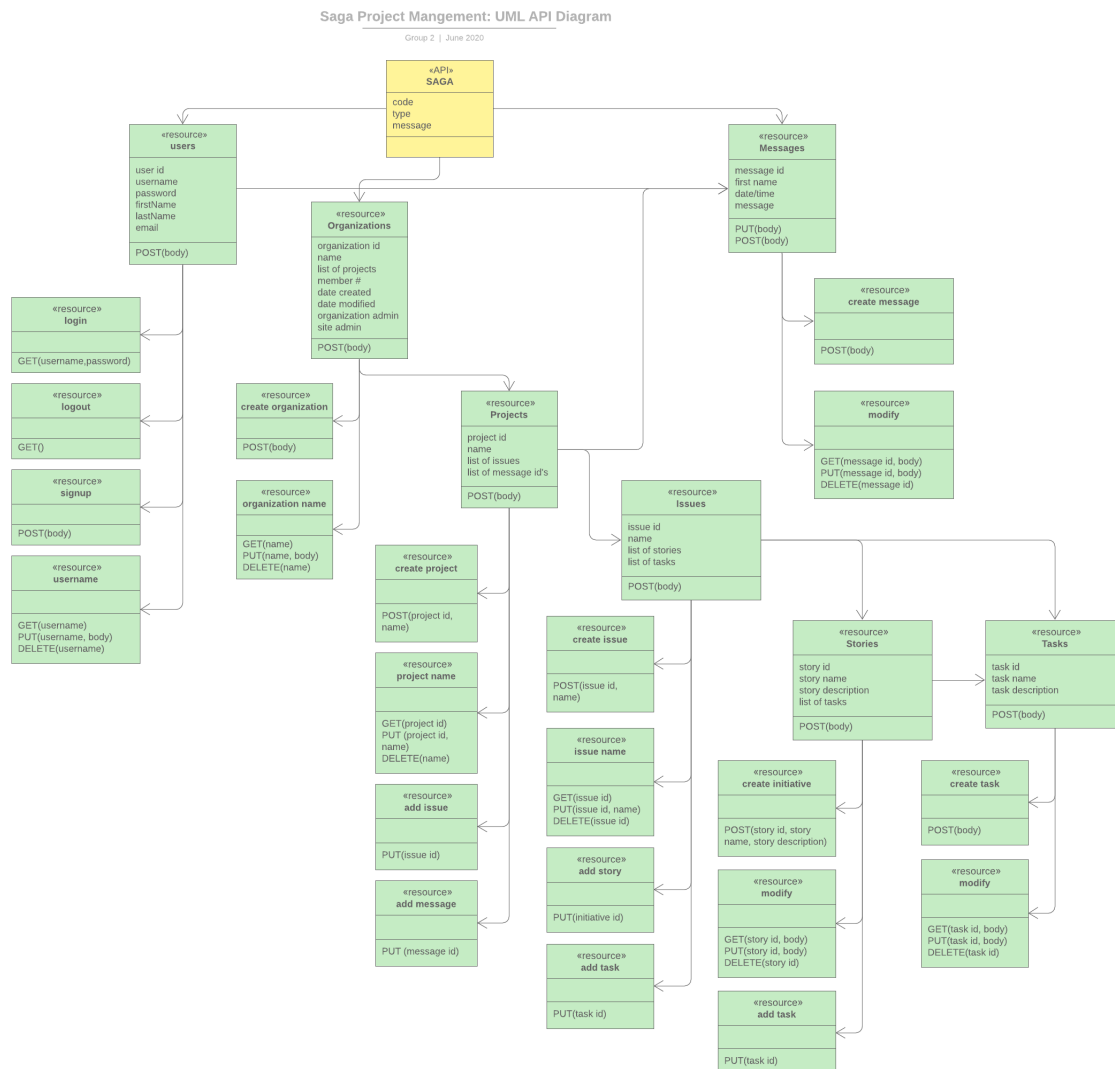 Saga Project Mangement: UML API Diagram
Group 2 | June 2020
«API»
SAGA
code
type
message
«resource»
users
user id
username
password
firstName
lastName
email
POST(body)
«resource»
Messages
message id
first name
date/time
message
PUT(body)
POST(body)
«resource»
Organizations
organization id
name
list of projects
member #
date created
date modified
organization admin
site admin
POST(body)
«resource»
login
GET(username,password)
«resource»
logout
GET()
«resource»
signup
POST(body)
«resource»
username
GET(username)
PUT(username, body)
DELETE(username)
«resource»
create organization
POST(body)
«resource»
organization name
GET(name)
PUT(name, body)
DELETE(name)
«resource»
create message
POST(body)
«resource»
modify
GET(message id, body)
PUT(message id, body)
DELETE(message id)
«resource»
Projects
project id
name
list of issues
list of message id's
POST(body)
«resource»
create project
POST(project id,
name)
«resource»
project name
GET(project id)
PUT (project id,
name)
DELETE(name)
«resource»
add issue
PUT(issue id)
«resource»
add message
PUT (message id)
«resource»
Issues
issue id
name
list of stories
list of tasks
POST(body)
«resource»
create issue
POST(issue id,
name)
«resource»
issue name
GET(issue id)
PUT(issue id, name)
DELETE(issue id)
«resource»
add story
PUT(initiative id)
«resource»
add task
PUT(task id)
«resource»
Stories
story id
story name
story description
list of tasks
POST(body)
«resource»
create initiative
POST(story id, story
name, story description)
«resource»
modify
GET(story id, body)
PUT(story id, body)
DELETE(story id)
«resource»
add task
PUT(task id)
«resource»
Tasks
task id
task name
task description
POST(body)
«resource»
create task
POST(body)
«resource»
modify
GET(task id, body)
PUT(task id, body)
DELETE(task id)